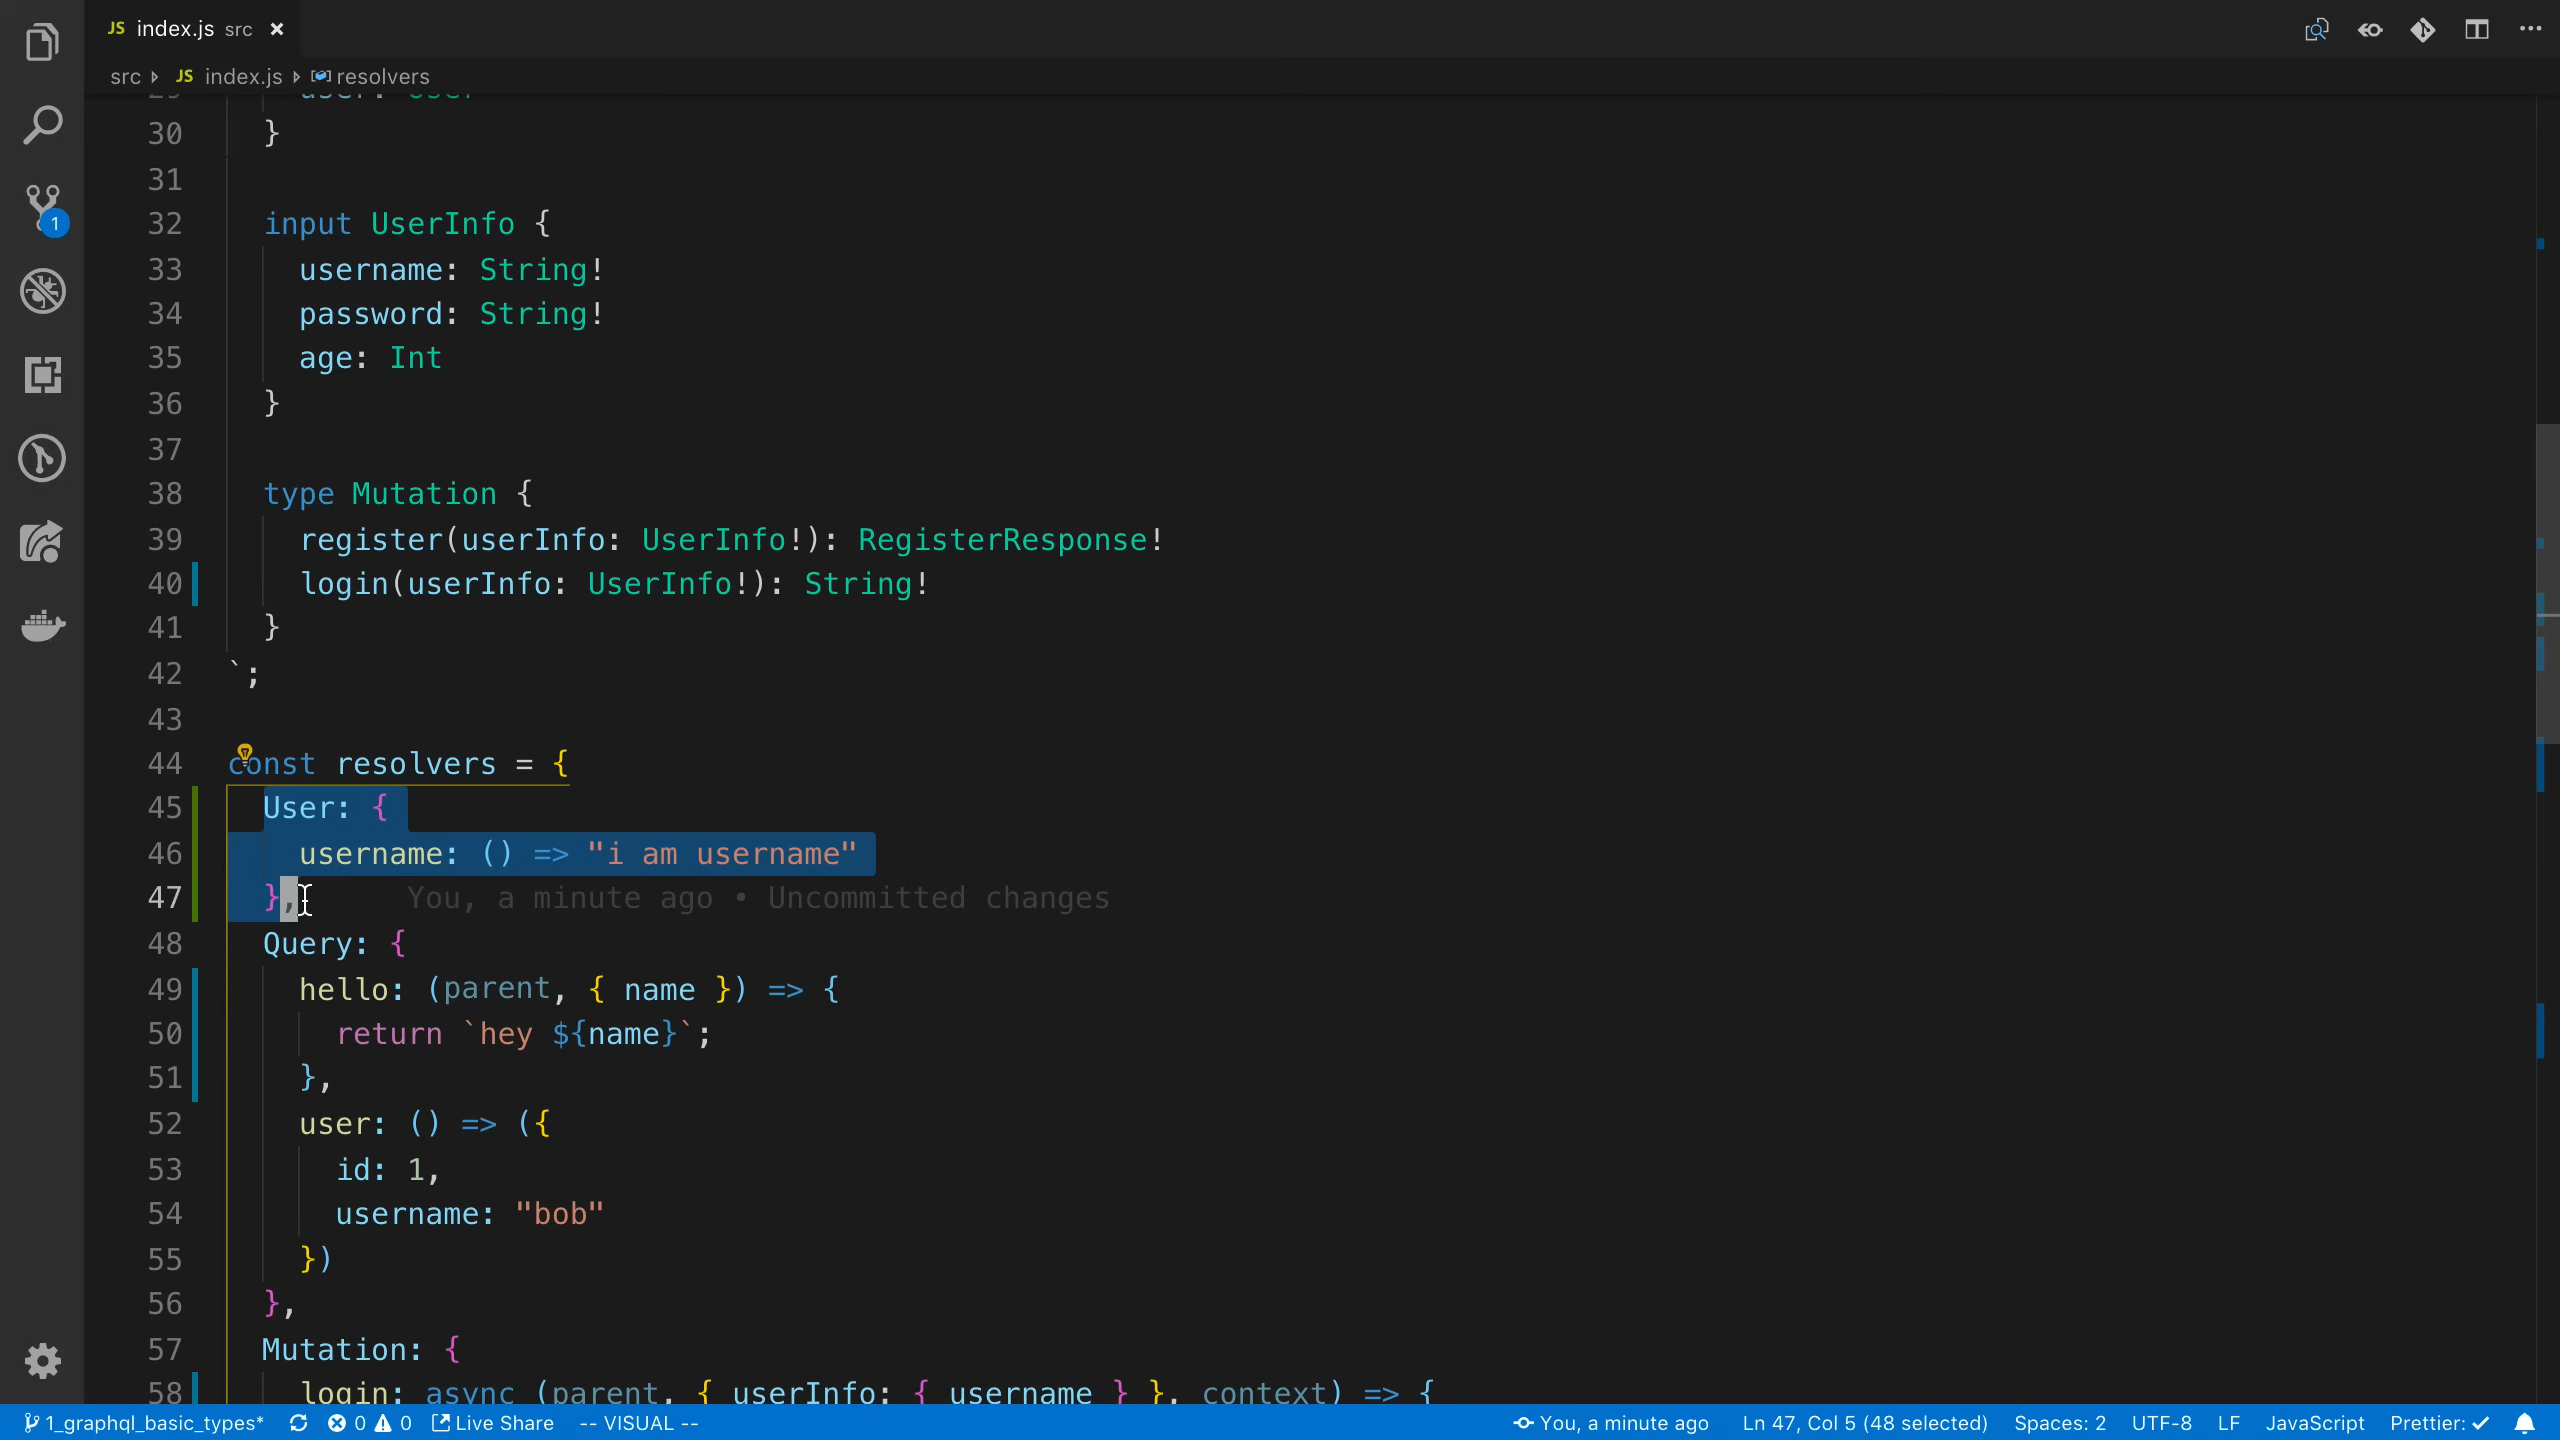 JS index.js src ×
src JS index.js resolvers
29 user: User
30 }
31
32 input UserInfo {
33 username: String!
34 password: String!
35 age: Int
36 }
37
38 type Mutation {
39 register(userInfo: UserInfo!): RegisterResponse!
40 login(userInfo: UserInfo!): String!
41 }
42 `;
43
44 const resolvers = {
45 User: {
46 username: () => "i am username"
47 }, You, a minute ago • Uncommitted changes
48 Query: {
49 hello: (parent, { name }) => {
50 return `hey ${name}`;
51 },
52 user: () => ({
53 id: 1,
54 username: "bob"
55 })
56 },
57 Mutation: {
58 login: async (parent, { userInfo: { username } }, context) => {
1
1_graphql_basic_types* 0 0 Live Share -- VISUAL -- You, a minute ago Ln 47, Col 5 (48 selected) Spaces: 2 UTF-8 LF JavaScript Prettier: ✓